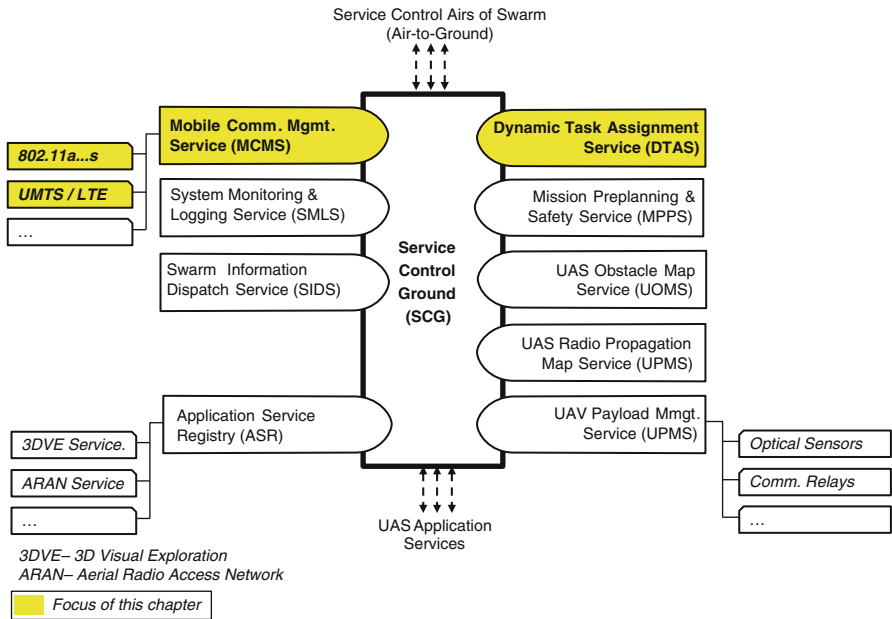 Service Control Airs of Swarm
(Air-to-Ground)
Mobile Comm. Mgmt.
Service (MCMS)
802.11a...s
UMTS / LTE
...
System Monitoring &
Logging Service (SMLS)
Swarm Information
Dispatch Service (SIDS)
Application Service
Registry (ASR)
3DVE Service.
ARAN Service
...
Service
Control
Ground
(SCG)
Dynamic Task Assignment
Service (DTAS)
Mission Preplanning &
Safety Service (MPPS)
UAS Obstacle Map
Service (UOMS)
UAS Radio Propagation
Map Service (UPMS)
UAV Payload Mmgt.
Service (UPMS)
Optical Sensors
Comm. Relays
...
UAS Application
Services
3DVE– 3D Visual Exploration
ARAN– Aerial Radio Access Network
Focus of this chapter